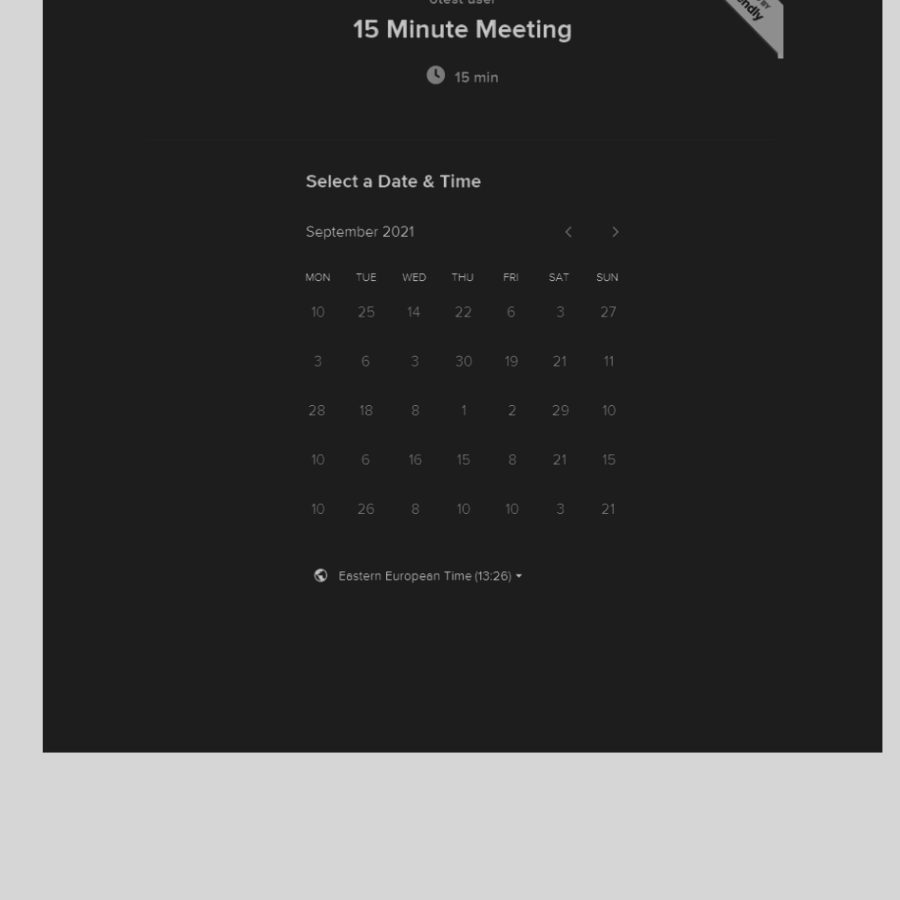 15 Minute Meeting
15 min
Select a Date & Time
September 2021
MON TUE WED THU FRI SAT SUN
10 25 14 22 6 3 27
3 6 3 30 19 21 11
28 18 8 1 2 29 10
10 6 16 15 8 21 15
10 26 8 10 10 3 21
Eastern European Time (13:26)